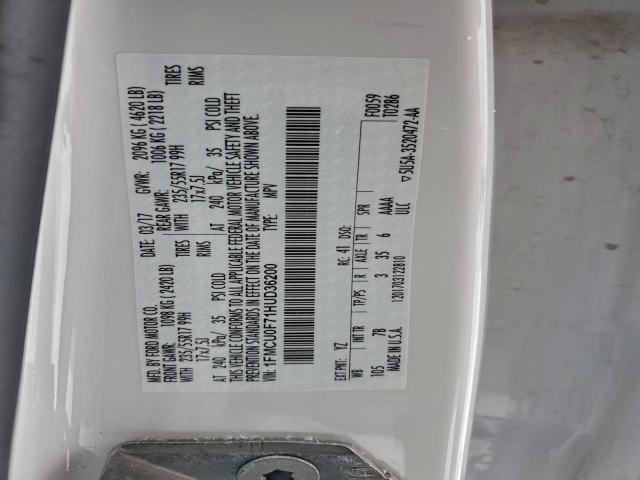 MFD. BY FORD MOTOR CO.
DATE: 03/17 GVWR: 2096 KG ( 4620 LB)
FRONT GAWR: 1098 KG ( 2420 LB) REAR GAWR: 1006 KG ( 2218 LB)
WITH 235/55R17 99H TIRES WITH 235/55R17 99H TIRES
17x7.5J RIMS 17x7.5J RIMS
AT 240 kPa/ 35 PSI COLD AT 240 kPa/ 35 PSI COLD
THIS VEHICLE CONFORMS TO ALL APPLICABLE FEDERAL MOTOR VEHICLE SAFETY AND THEFT
PREVENTION STANDARDS IN EFFECT ON THE DATE OF MANUFACTURE SHOWN ABOVE.
VIN: 1FMCU0F71HUD36200 TYPE: MPV
EXT PNT: YZ RC: 41 DSO: F0059
WB INT TR TP/PS R AXLE TR SPR T0286
105 7B 3 35 6 AAAA
ULC ▽5U5A-3520472-AA
MADE IN U.S.A.